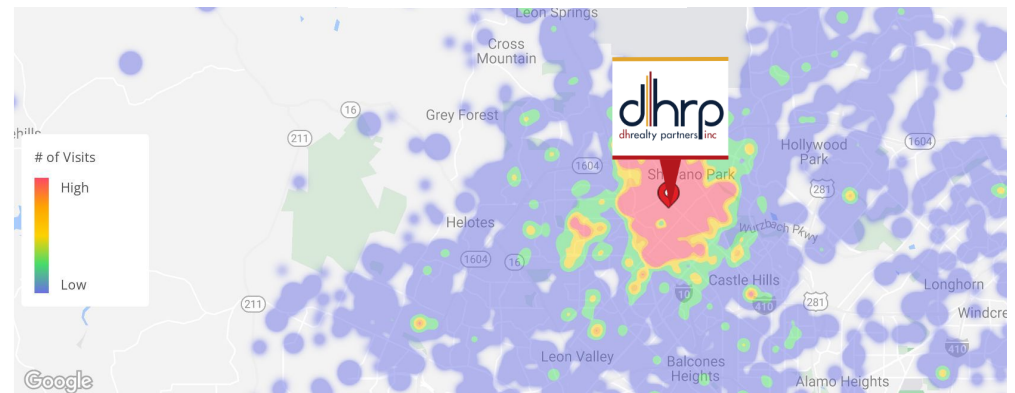 Leon Springs
Cross
Mountain
16
Grey Forest
211
# of Visits
High
Low
dhrp
dhrealty partners, inc
Hollywood
Park
1604
1604
281
Park
Helotes
Wurzbach Pkwy
1604
16
Castle Hills
10
410
281
Longhorn
211
Leon Valley
Balcones
Heights
410
Alamo Heights
Google